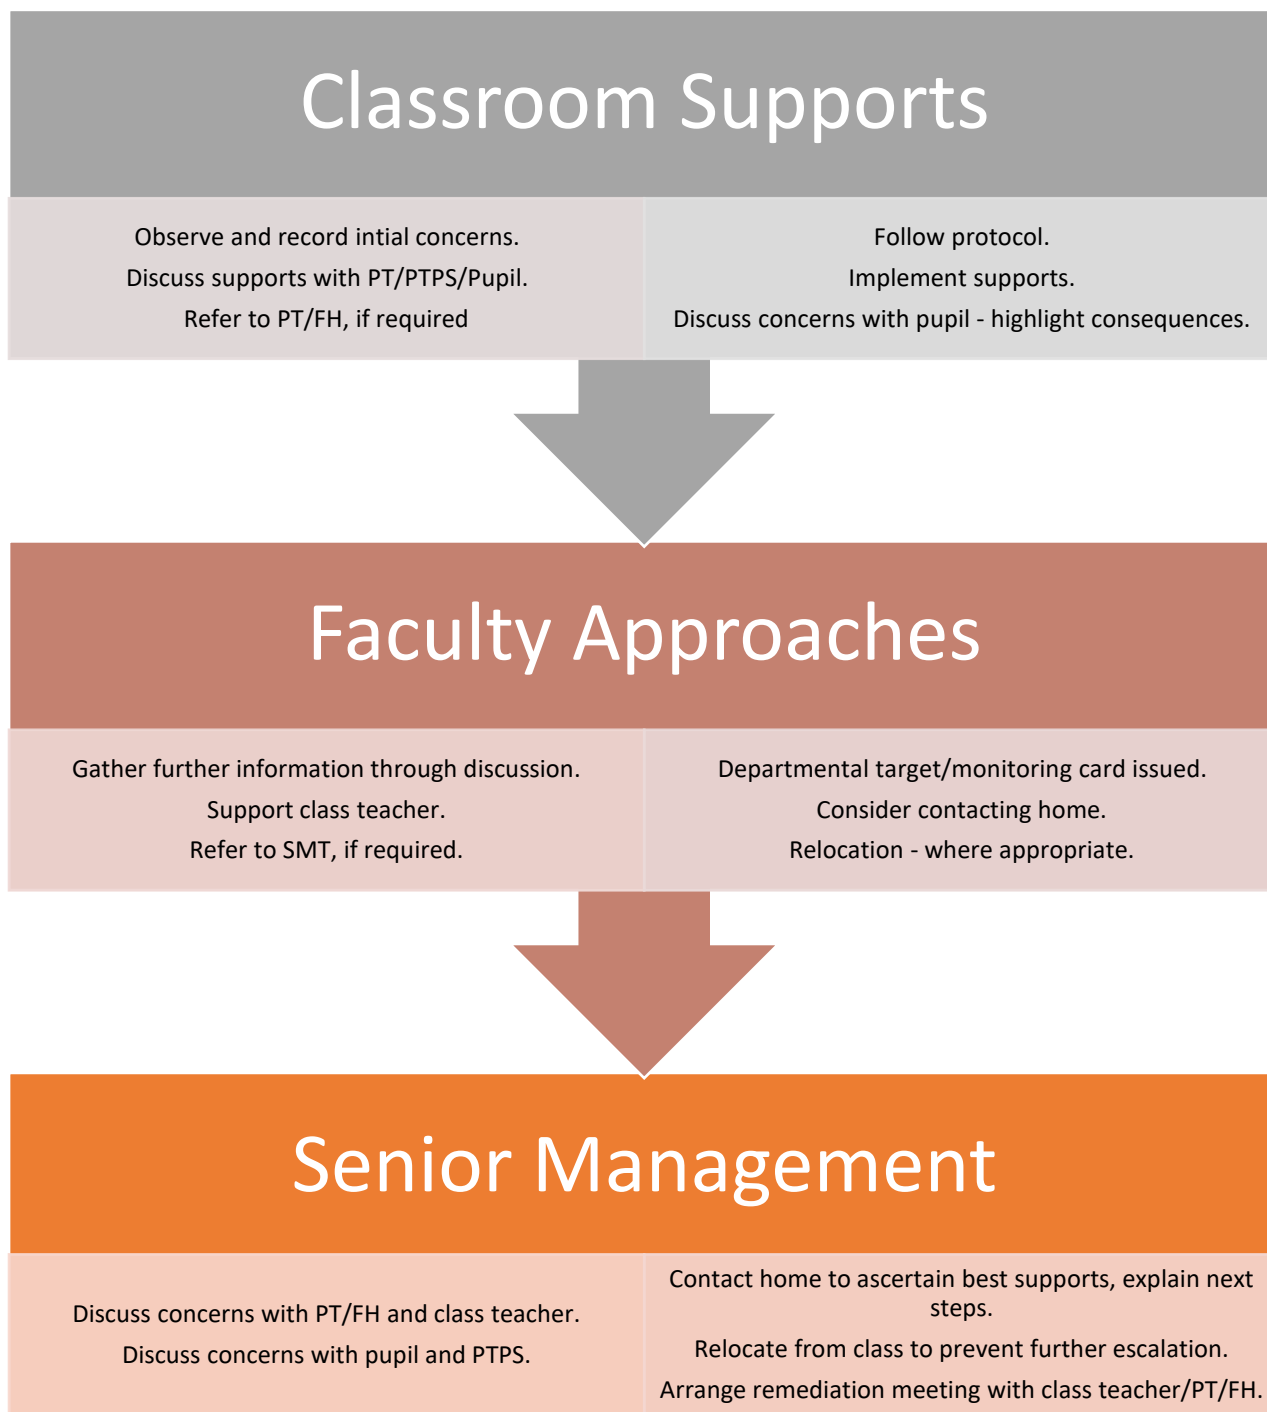 Classroom Supports
Observe and record intial concerns.
Discuss supports with PT/PTPS/Pupil.
Refer to PT/FH, if required
Follow protocol.
Implement supports.
Discuss concerns with pupil - highlight consequences.
Faculty Approaches
Gather further information through discussion.
Support class teacher.
Refer to SMT, if required.
Departmental target/monitoring card issued.
Consider contacting home.
Relocation - where appropriate.
Senior Management
Discuss concerns with PT/FH and class teacher.
Discuss concerns with pupil and PTPS.
Contact home to ascertain best supports, explain next
steps.
Relocate from class to prevent further escalation.
Arrange remediation meeting with class teacher/PT/FH.